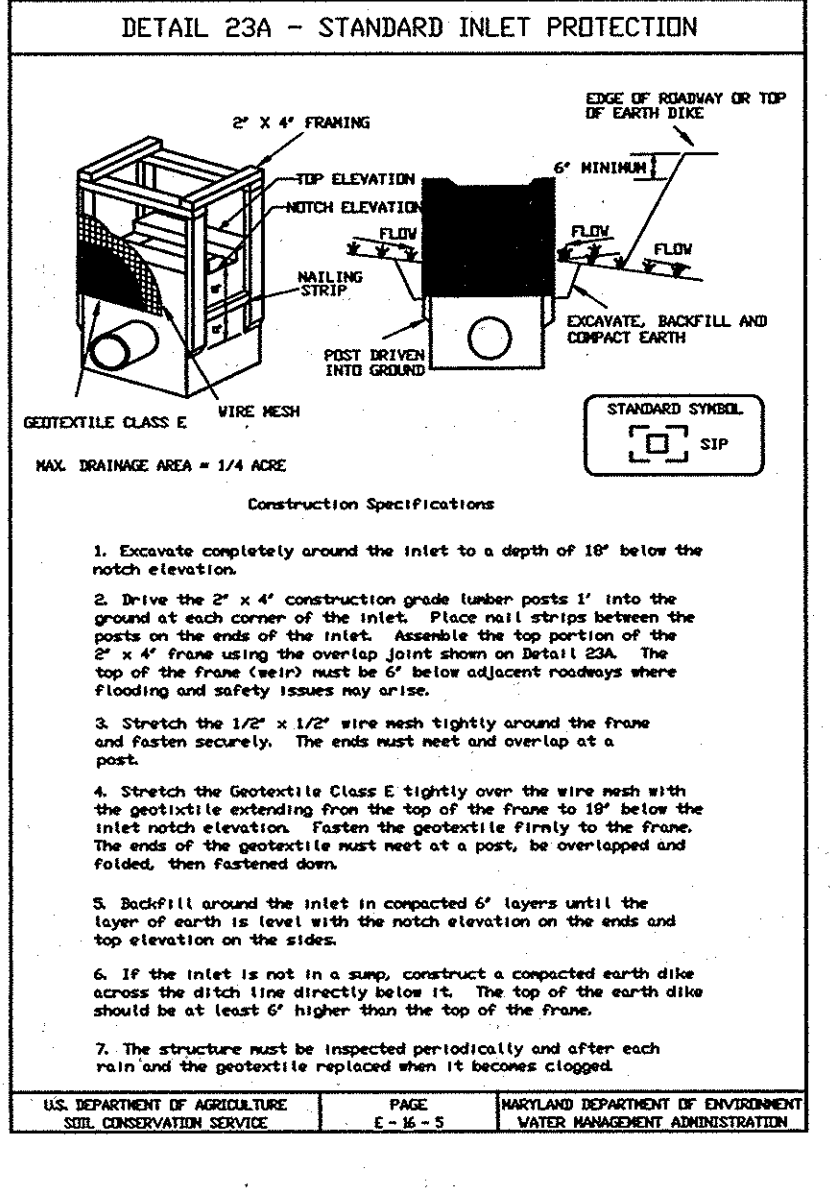 DETAIL 23A - STANDARD INLET PROTECTION
EDGE OF ROADWAY OR TOP
OF EARTH DIKE
2" X 4" FRAMING
6" MINIMUM
TOP ELEVATION
NOTCH ELEVATION
FLOW
FLOW
FLOW
NAILING
STRIP
EXCAVATE, BACKFILL AND
COMPACT EARTH
POST DRIVEN
INTO GROUND
GEOTEXTILE CLASS E
WIRE MESH
STANDARD SYMBOL
SIP
MAX. DRAINAGE AREA = 1/4 ACRE
Construction Specifications
1. Excavate completely around the inlet to a depth of 18" below the
notch elevation.
2. Drive the 2" x 4" construction grade lumber posts 1' into the
ground at each corner of the inlet. Place nail strips between the
posts on the ends of the inlet. Assemble the top portion of the
2" x 4" frame using the overlap joint shown on Detail 23A. The
top of the frame (weir) must be 6" below adjacent roadways where
flooding and safety issues may arise.
3. Stretch the 1/2" x 1/2" wire mesh tightly around the frame
and fasten securely. The ends must meet and overlap at a
post.
4. Stretch the Geotextile Class E tightly over the wire mesh with
the geotixtile extending from the top of the frame to 18" below the
inlet notch elevation. Fasten the geotextile firmly to the frame.
The ends of the geotextile must meet at a post, be overlapped and
folded, then fastened down.
5. Backfill around the inlet in compacted 6" layers until the
layer of earth is level with the notch elevation on the ends and
top elevation on the sides.
6. If the inlet is not in a sump, construct a compacted earth dike
across the ditch line directly below it. The top of the earth dike
should be at least 6" higher than the top of the frame.
7. The structure must be inspected periodically and after each
rain and the geotextile replaced when it becomes clogged.
U.S. DEPARTMENT OF AGRICULTURE
SOIL CONSERVATION SERVICE
PAGE
E - 16 - 5
MARYLAND DEPARTMENT OF ENVIRONMENT
WATER MANAGEMENT ADMINISTRATION